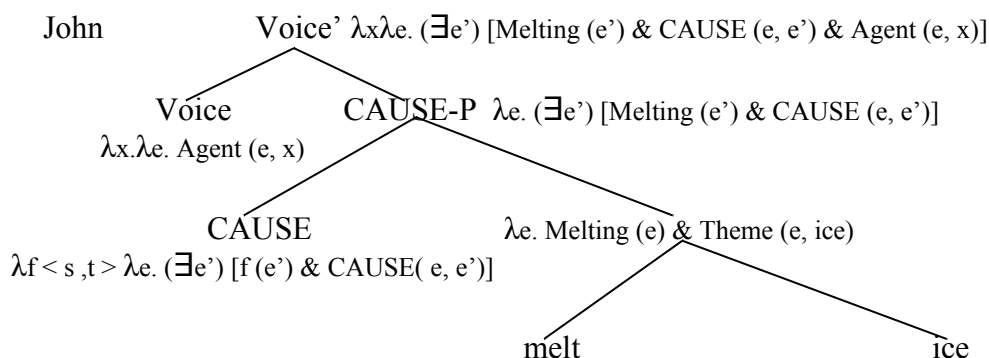 John Voice’ λxλe. (∃e’) [Melting (e’) & CAUSE (e, e’) & Agent (e, x)]
Voice CAUSE-P λe. (∃e’) [Melting (e’) & CAUSE (e, e’)]
λx.λe. Agent (e, x)
CAUSE λe. Melting (e) & Theme (e, ice)
λf < s ,t > λe. (∃e’) [f (e’) & CAUSE( e, e’)]
melt ice